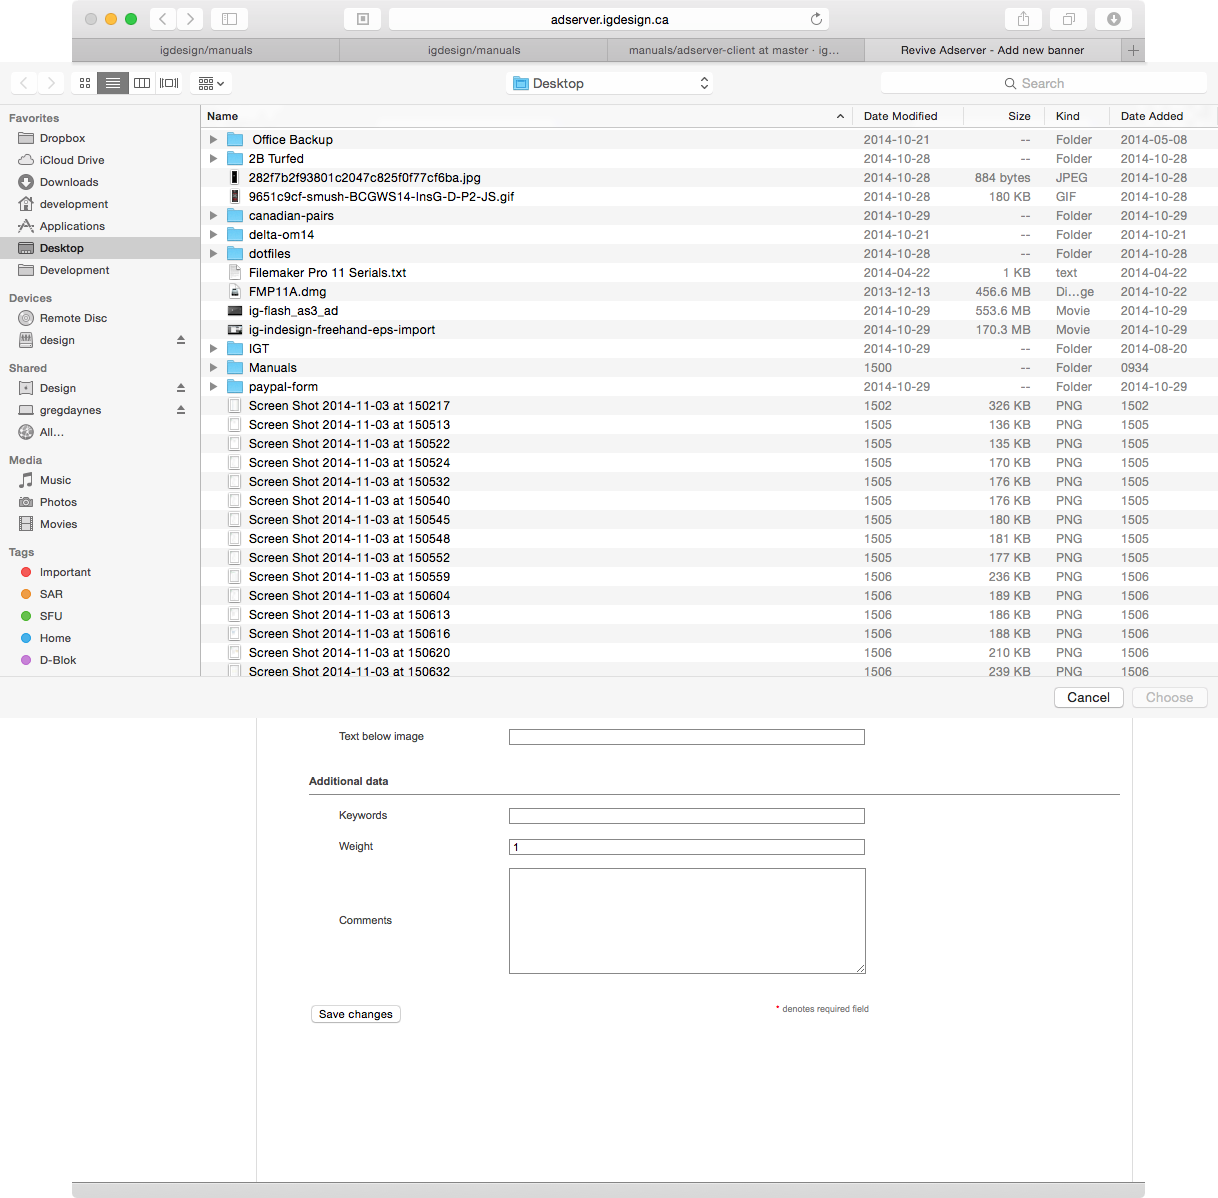 adserver.igdesign.ca
igdesign/manuals igdesign/manuals manuals/adserver-client at master · ig... Revive Adserver - Add new banner
Desktop Search
Favorites
Dropbox
iCloud Drive
Downloads
development
Applications
Desktop
Development
Devices
Remote Disc
design
Shared
Design
gregdaynes
All...
Media
Music
Photos
Movies
Tags
Important
SAR
SFU
Home
D-Blok
Name Date Modified Size Kind Date Added
Office Backup 2014-10-21 -- Folder 2014-05-08
2B Turfed 2014-10-28 -- Folder 2014-10-28
282f7b2f93801c2047c825f0f77cf6ba.jpg 2014-10-28 884 bytes JPEG 2014-10-28
9651c9cf-smush-BCGWS14-InsG-D-P2-JS.gif 2014-10-28 180 KB GIF 2014-10-28
canadian-pairs 2014-10-29 -- Folder 2014-10-29
delta-om14 2014-10-21 -- Folder 2014-10-21
dotfiles 2014-10-28 -- Folder 2014-10-28
Filemaker Pro 11 Serials.txt 2014-04-22 1 KB text 2014-04-22
FMP11A.dmg 2013-12-13 456.6 MB Di...ge 2014-10-22
ig-flash_as3_ad 2014-10-29 553.6 MB Movie 2014-10-29
ig-indesign-freehand-eps-import 2014-10-29 170.3 MB Movie 2014-10-29
IGT 2014-10-29 -- Folder 2014-08-20
Manuals 1500 -- Folder 0934
paypal-form 2014-10-29 -- Folder 2014-10-29
Screen Shot 2014-11-03 at 150217 1502 326 KB PNG 1502
Screen Shot 2014-11-03 at 150513 1505 136 KB PNG 1505
Screen Shot 2014-11-03 at 150522 1505 135 KB PNG 1505
Screen Shot 2014-11-03 at 150524 1505 170 KB PNG 1505
Screen Shot 2014-11-03 at 150532 1505 176 KB PNG 1505
Screen Shot 2014-11-03 at 150540 1505 176 KB PNG 1505
Screen Shot 2014-11-03 at 150545 1505 180 KB PNG 1505
Screen Shot 2014-11-03 at 150548 1505 181 KB PNG 1505
Screen Shot 2014-11-03 at 150552 1505 177 KB PNG 1505
Screen Shot 2014-11-03 at 150559 1506 236 KB PNG 1506
Screen Shot 2014-11-03 at 150604 1506 189 KB PNG 1506
Screen Shot 2014-11-03 at 150613 1506 186 KB PNG 1506
Screen Shot 2014-11-03 at 150616 1506 188 KB PNG 1506
Screen Shot 2014-11-03 at 150620 1506 210 KB PNG 1506
Screen Shot 2014-11-03 at 150632 1506 239 KB PNG 1506
Cancel Choose
Text below image
Additional data
Keywords
Weight 1
Comments
Save changes * denotes required field